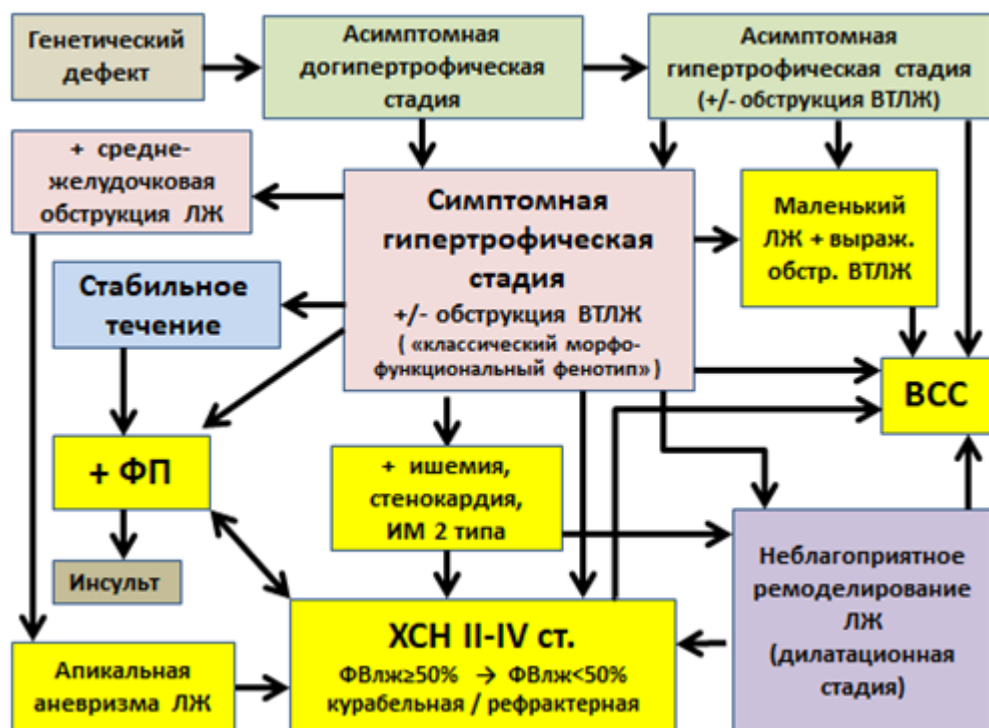 Генетический
дефект
Асимптомная
догипертрофическая
стадия
Асимптомная
гипертрофическая стадия
(+/- обструкция ВТЛЖ)
+ средне-
желудочковая
обструкция ЛЖ
Симптомная
гипертрофическая
стадия
+/- обструкция ВТЛЖ
( «классический морфо-
функциональный фенотип» )
Маленький
ЛЖ + выраж.
обстр. ВТЛЖ
Стабильное
течение
ВСС
+ ФП
+ ишемия,
стенокардия,
ИМ 2 типа
Инсульт
Неблагоприятное
ремоделирование
ЛЖ
(дилатационная
стадия)
Апикальная
аневризма ЛЖ
ХСН II-IV ст.
ФВлж≥50% → ФВлж<50%
курабельная / рефрактерная